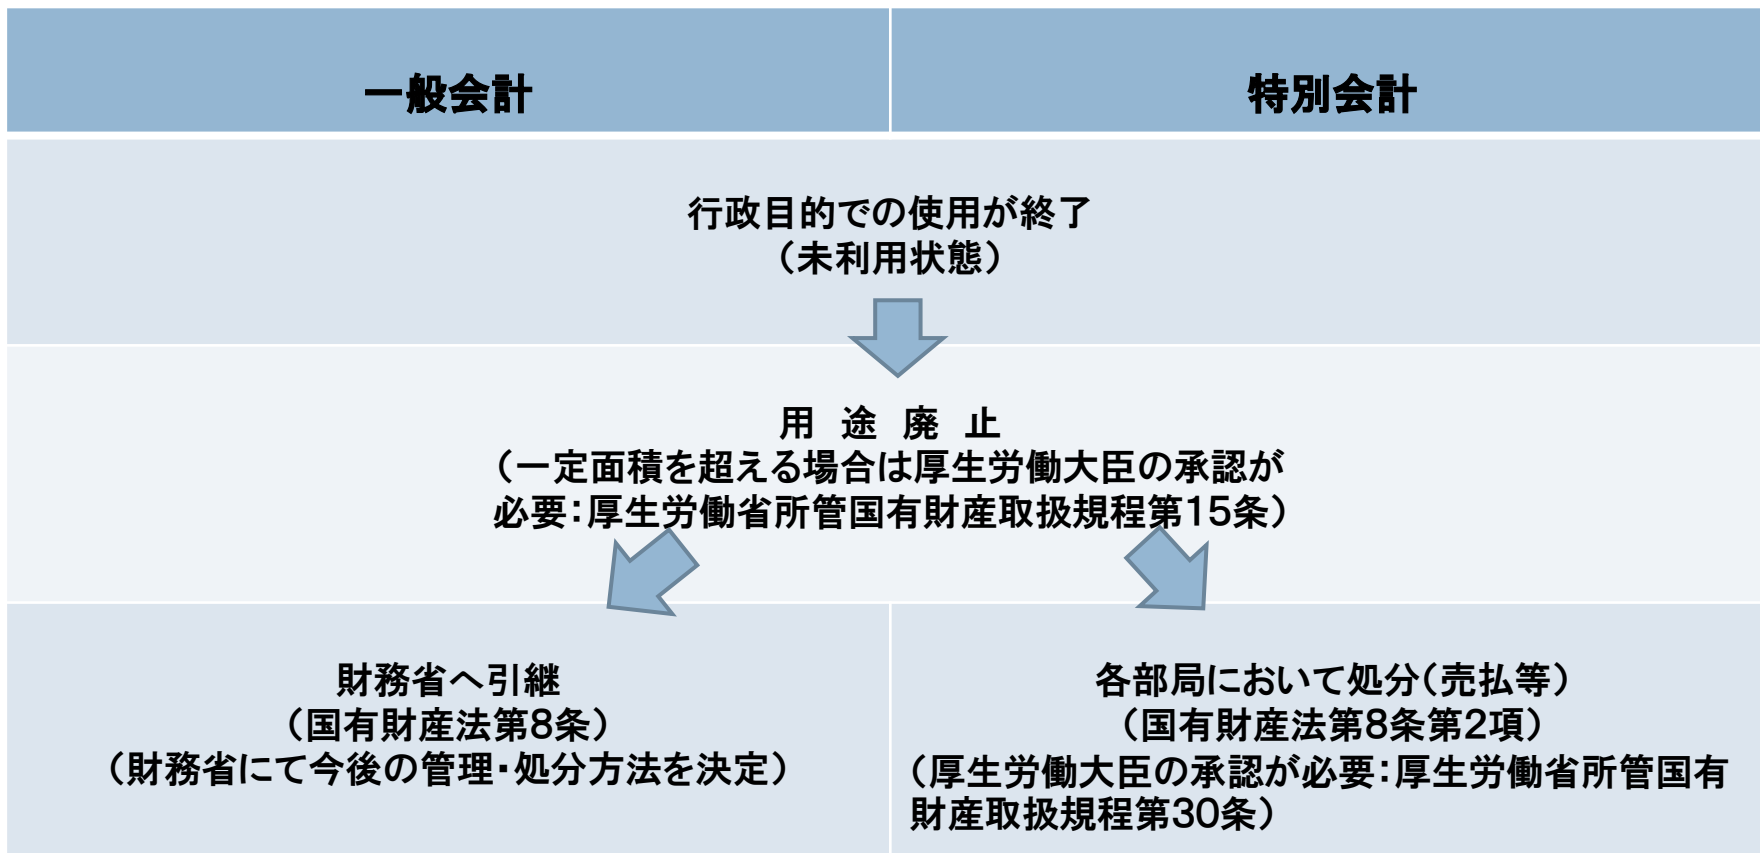 一般会計
特別会計
行政目的での使用が終了
（未利用状態）
用　途　廃　止
（一定面積を超える場合は厚生労働大臣の承認が
必要：厚生労働省所管国有財産取扱規程第15条）
財務省へ引継
（国有財産法第8条）
（財務省にて今後の管理・処分方法を決定）
各部局において処分（売払等）
（国有財産法第8条第2項）
（厚生労働大臣の承認が必要：厚生労働省所管国有
財産取扱規程第30条）